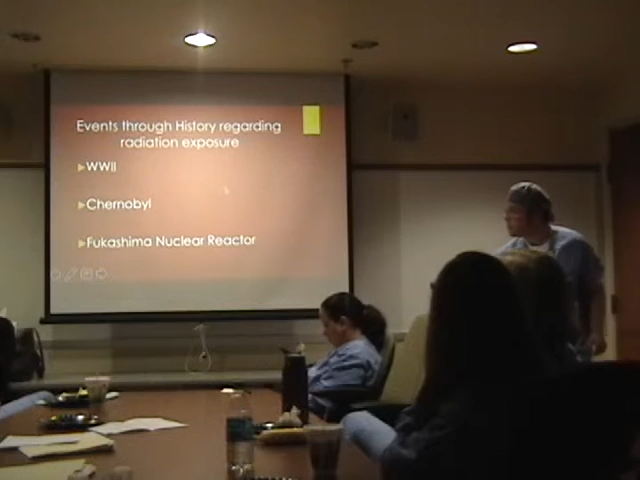 Events through History regarding
radiation exposure
WWII
Chernobyl
Fukashima Nuclear Reactor